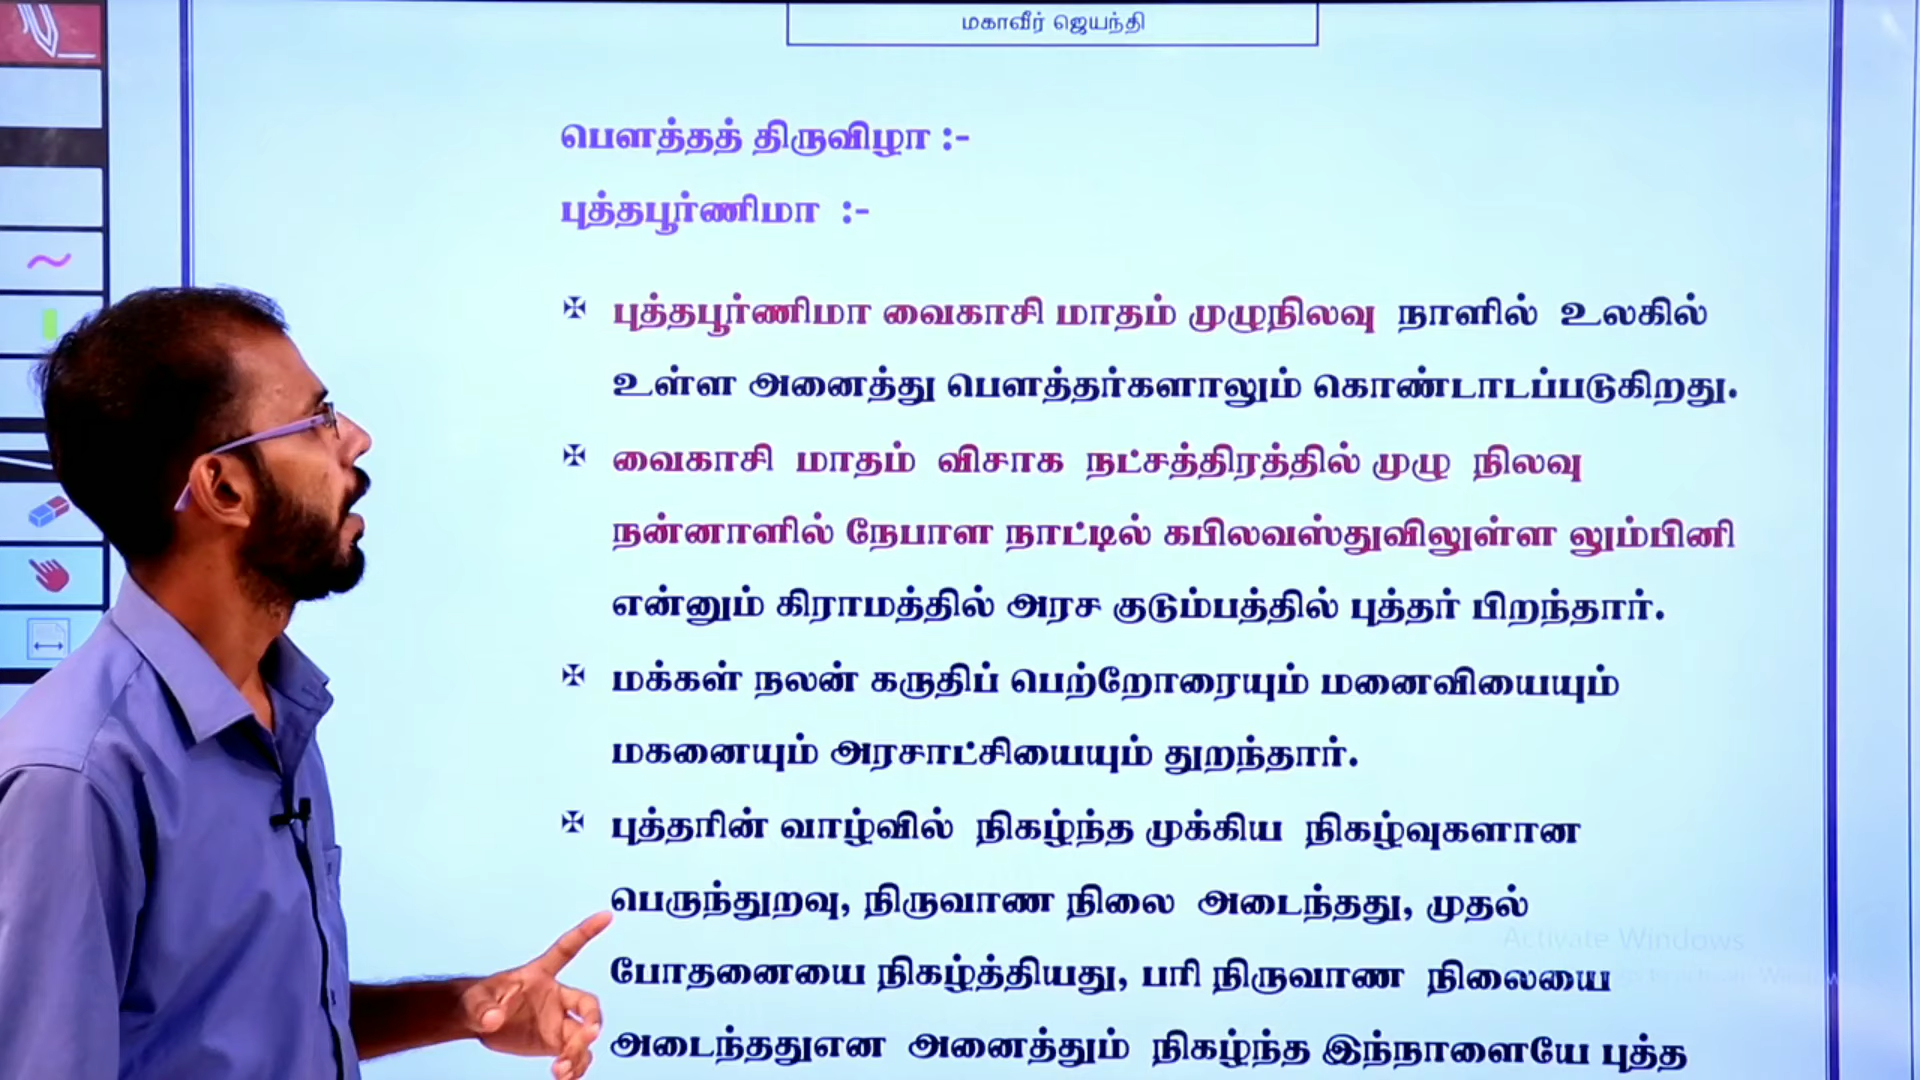 மகாவீர் ஜெயந்தி
பௌத்தத் திருவிழா :-
புத்தபூர்ணிமா :-
✠ புத்தபூர்ணிமா வைகாசி மாதம் முழுநிலவு நாளில் உலகில்
உள்ள அனைத்து பௌத்தர்களாலும் கொண்டாடப்படுகிறது.
✠ வைகாசி மாதம் விசாக நட்சத்திரத்தில் முழு நிலவு
நன்னாளில் நேபாள நாட்டில் கபிலவஸ்துவிலுள்ள லும்பினி
என்னும் கிராமத்தில் அரச குடும்பத்தில் புத்தர் பிறந்தார்.
✠ மக்கள் நலன் கருதிப் பெற்றோரையும் மனைவியையும்
மகனையும் அரசாட்சியையும் துறந்தார்.
✠ புத்தரின் வாழ்வில் நிகழ்ந்த முக்கிய நிகழ்வுகளான
பெருந்துறவு, நிருவாண நிலை அடைந்தது, முதல்
போதனையை நிகழ்த்தியது, பரி நிருவாண நிலையை
அடைந்ததுஎன அனைத்தும் நிகழ்ந்த இந்நாளையே புத்த
Activate Windows